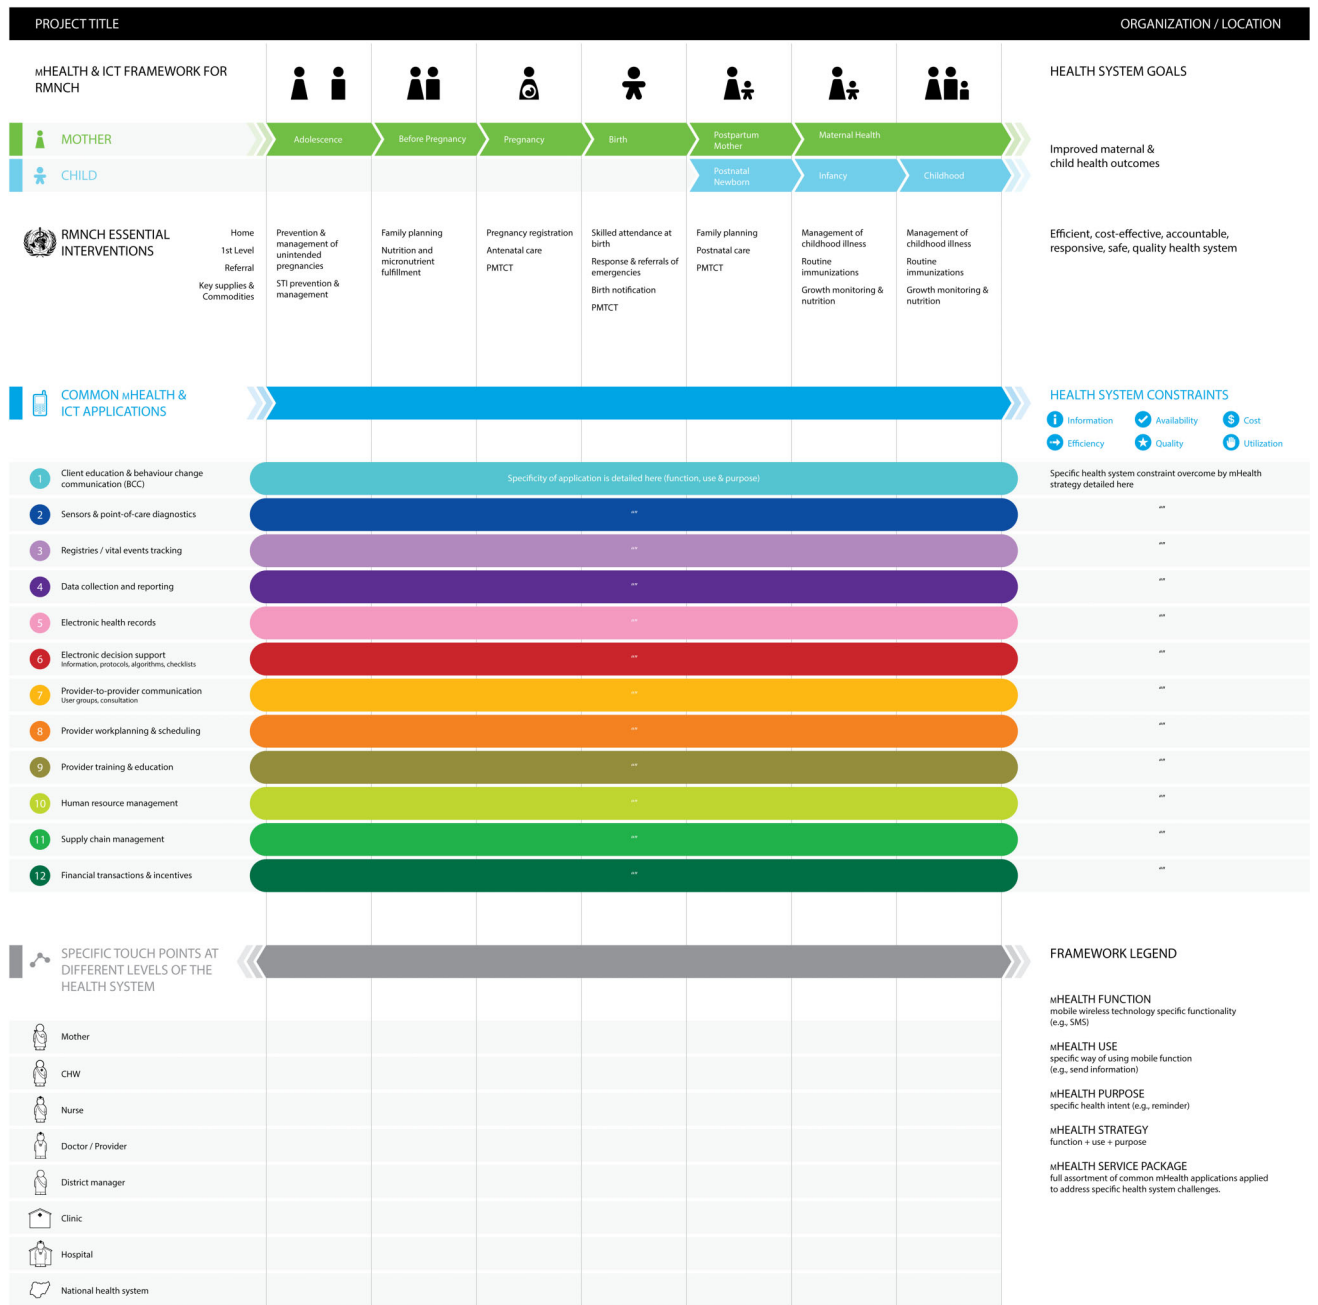 PROJECT TITLE
ORGANIZATION / LOCATION
mHEALTH & ICT FRAMEWORK FOR
RMNCH
HEALTH SYSTEM GOALS
MOTHER
Adolescence
Before Pregnancy
Pregnancy
Birth
Postpartum
Mother
Maternal Health
Improved maternal &
child health outcomes
CHILD
Postnatal
Newborn
Infancy
Childhood
RMNCH ESSENTIAL
INTERVENTIONS
Home
1st Level
Referral
Key supplies &
Commodities
Prevention &
management of
unintended
pregnancies
STI prevention &
management
Family planning
Nutrition and
micronutrient
fulfillment
Pregnancy registration
Antenatal care
PMTCT
Skilled attendance at
birth
Response & referrals of
emergencies
Birth notification
PMTCT
Family planning
Postnatal care
PMTCT
Management of
childhood illness
Routine
immunizations
Growth monitoring &
nutrition
Management of
childhood illness
Routine
immunizations
Growth monitoring &
nutrition
Efficient, cost-effective, accountable,
responsive, safe, quality health system
COMMON mHEALTH &
ICT APPLICATIONS
HEALTH SYSTEM CONSTRAINTS
i Information
Availability
$ Cost
Efficiency
Quality
Utilization
1 Client education & behaviour change
communication (BCC)
Specificity of application is detailed here (function, use & purpose)
Specific health system constraint overcome by mHealth
strategy detailed here
2 Sensors & point-of-care diagnostics
“”
“”
3 Registries / vital events tracking
“”
“”
4 Data collection and reporting
“”
“”
5 Electronic health records
“”
“”
6 Electronic decision support
Information, protocols, algorithms, checklists
“”
“”
7 Provider-to-provider communication
User groups, consultation
“”
“”
8 Provider workplanning & scheduling
“”
“”
9 Provider training & education
“”
“”
10 Human resource management
“”
“”
11 Supply chain management
“”
“”
12 Financial transactions & incentives
“”
“”
SPECIFIC TOUCH POINTS AT
DIFFERENT LEVELS OF THE
HEALTH SYSTEM
Mother
CHW
Nurse
Doctor / Provider
District manager
Clinic
Hospital
National health system
FRAMEWORK LEGEND
mHEALTH FUNCTION
mobile wireless technology specific functionality
(e.g., SMS)
mHEALTH USE
specific way of using mobile function
(e.g., send information)
mHEALTH PURPOSE
specific health intent (e.g., reminder)
mHEALTH STRATEGY
function + use + purpose
mHEALTH SERVICE PACKAGE
full assortment of common mHealth applications applied
to address specific health system challenges.